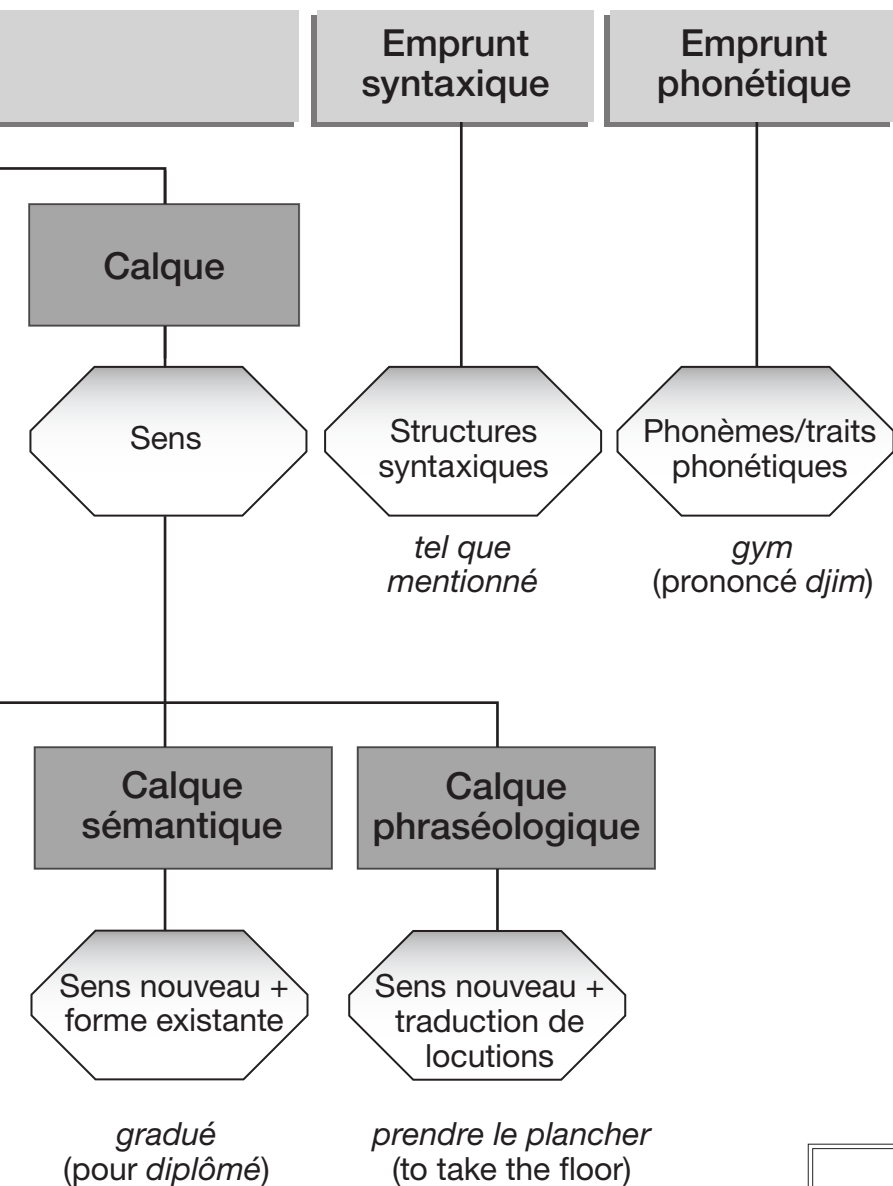 Emprunt
syntaxique
Emprunt
phonétique
Calque
Sens
Structures
syntaxiques
Phonèmes/traits
phonétiques
tel que
mentionné
gym
(prononcé djim)
Calque
sémantique
Calque
phraséologique
Sens nouveau +
forme existante
Sens nouveau +
traduction de
locutions
gradué
(pour diplômé)
prendre le plancher
(to take the floor)